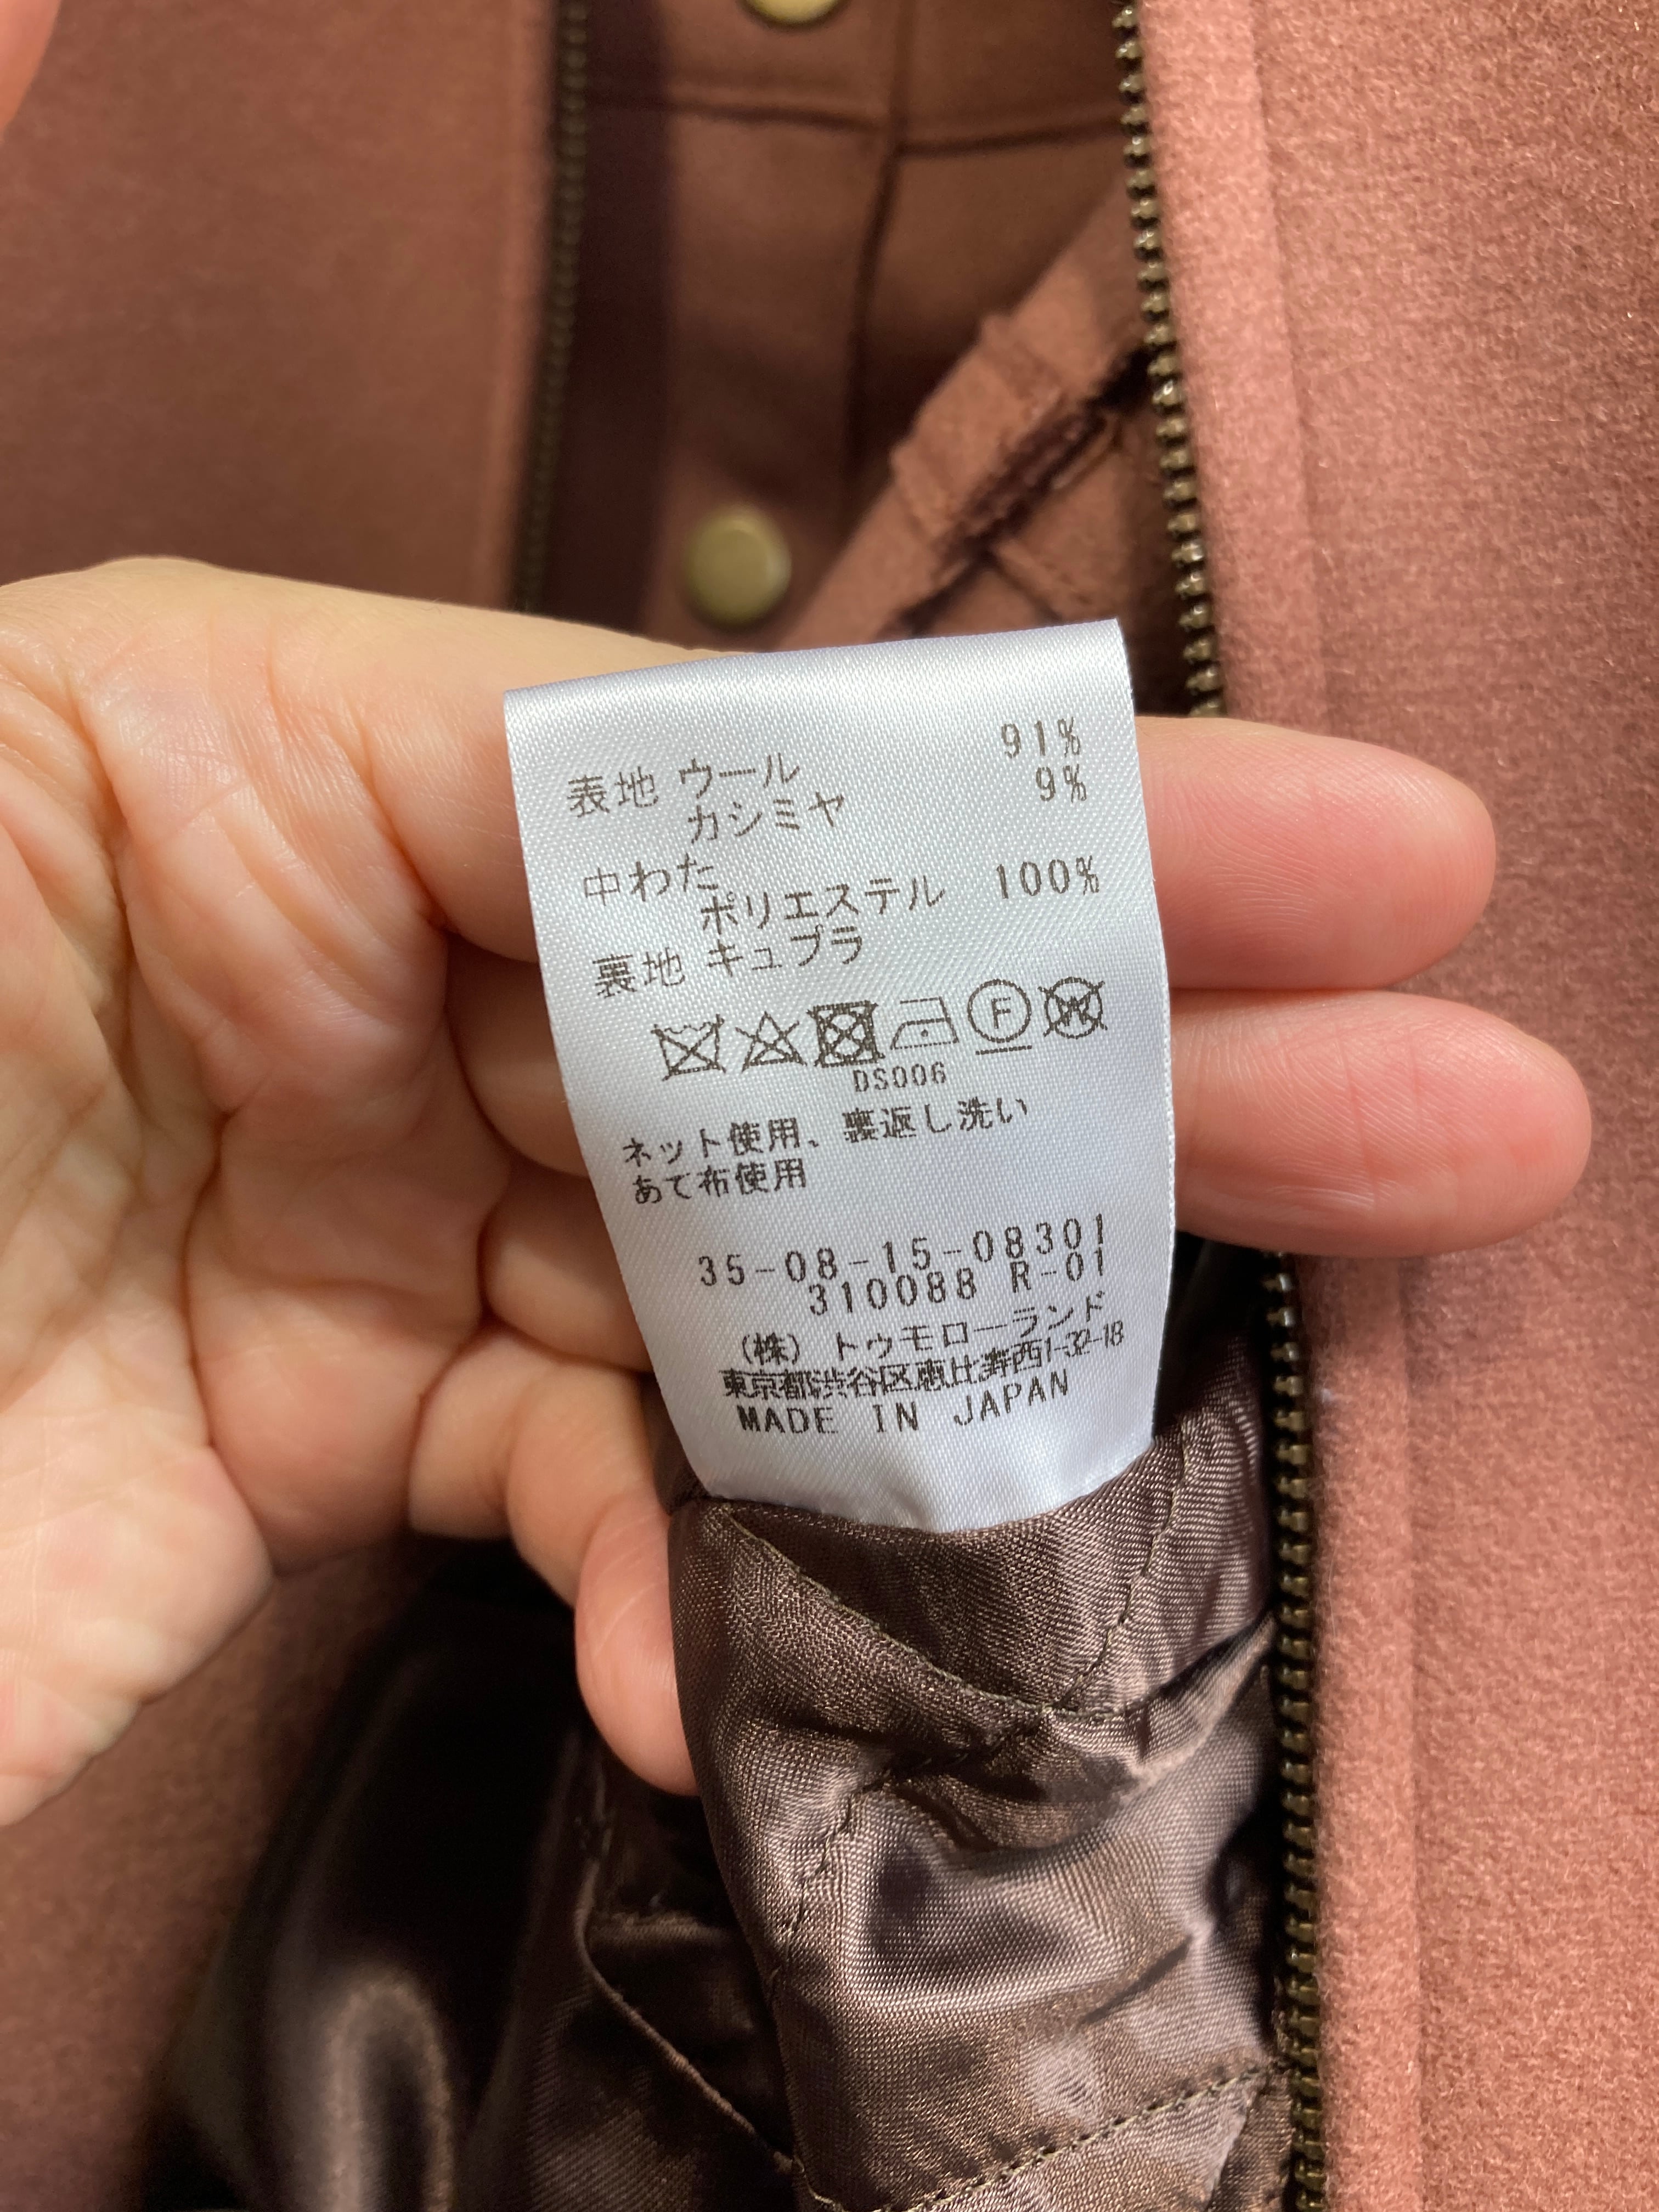 表地 ウール 91%
カシミヤ 9%
中わた
ポリエステル 100%
裏地 キュプラ
F
W
DS006
ネット使用、裏返し洗い
あて布使用
35-08-15-08301
310088 R-01
(株) トゥモローランド
東京都渋谷区恵比寿西1-32-18
MADE IN JAPAN